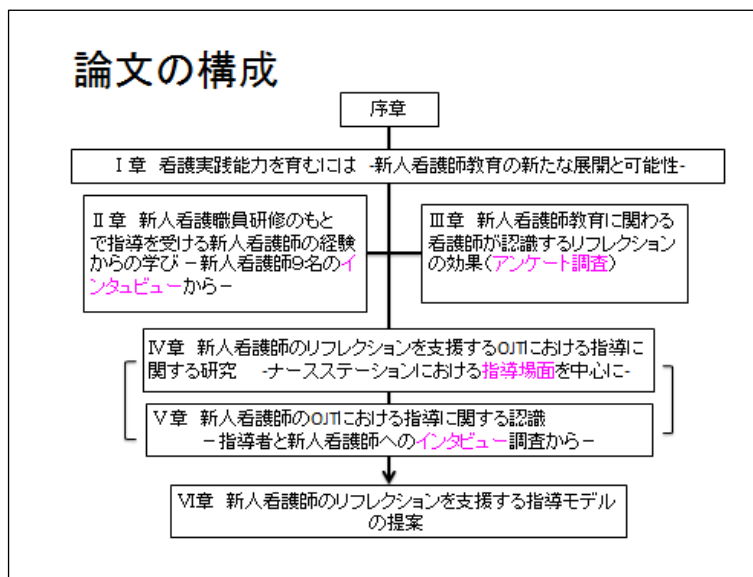 論文の構成
序章
Ⅰ章 看護実践能力を育むには -新人看護師教育の新たな展開と可能性-
Ⅱ章 新人看護職員研修のもと
で指導を受ける新人看護師の経験
からの学び －新人看護師9名のイ
ンタュビューから－
Ⅲ章 新人看護師教育に関わる
看護師が認識するリフレクション
の効果(アンケート調査)
Ⅳ章 新人看護師のリフレクションを支援するOJTにおける指導に
関する研究 -ナースステーションにおける指導場面を中心に-
Ⅴ章 新人看護師のOJTにおける指導に関する認識
－指導者と新人看護師へのインタビュー調査から－
Ⅵ章 新人看護師のリフレクションを支援する指導モデル
の提案